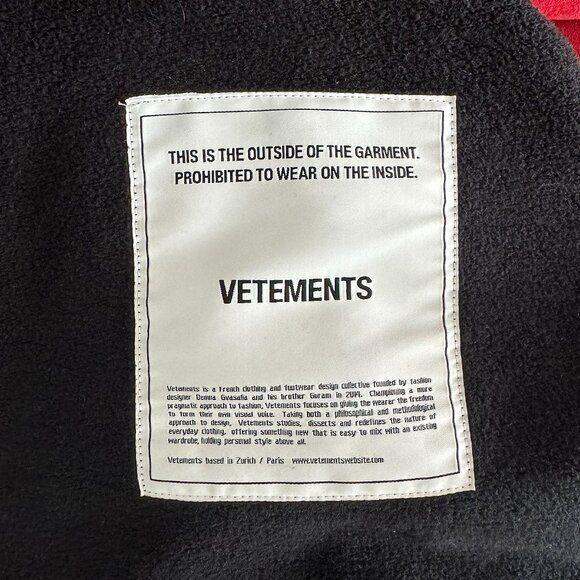 THIS IS THE OUTSIDE OF THE GARMENT.
PROHIBITED TO WEAR ON THE INSIDE.
VETEMENTS
Vetements is a French clothing and footwear design collective founded by fashion
designer Demna Gvasalia and his brother Guram in 2014. Championing a more
pragmatic approach to fashion, Vetements focuses on giving the wearer the freedom
to form their own visual voice. Taking both a philosophical and methodological
approach to design, Vetements studies, disserts and redefines the nature of
everyday clothing, offering something new that is easy to mix with an existing
wardrobe, holding personal style above all.
Vetements based in Zurich / Paris www.vetementswebsite.com